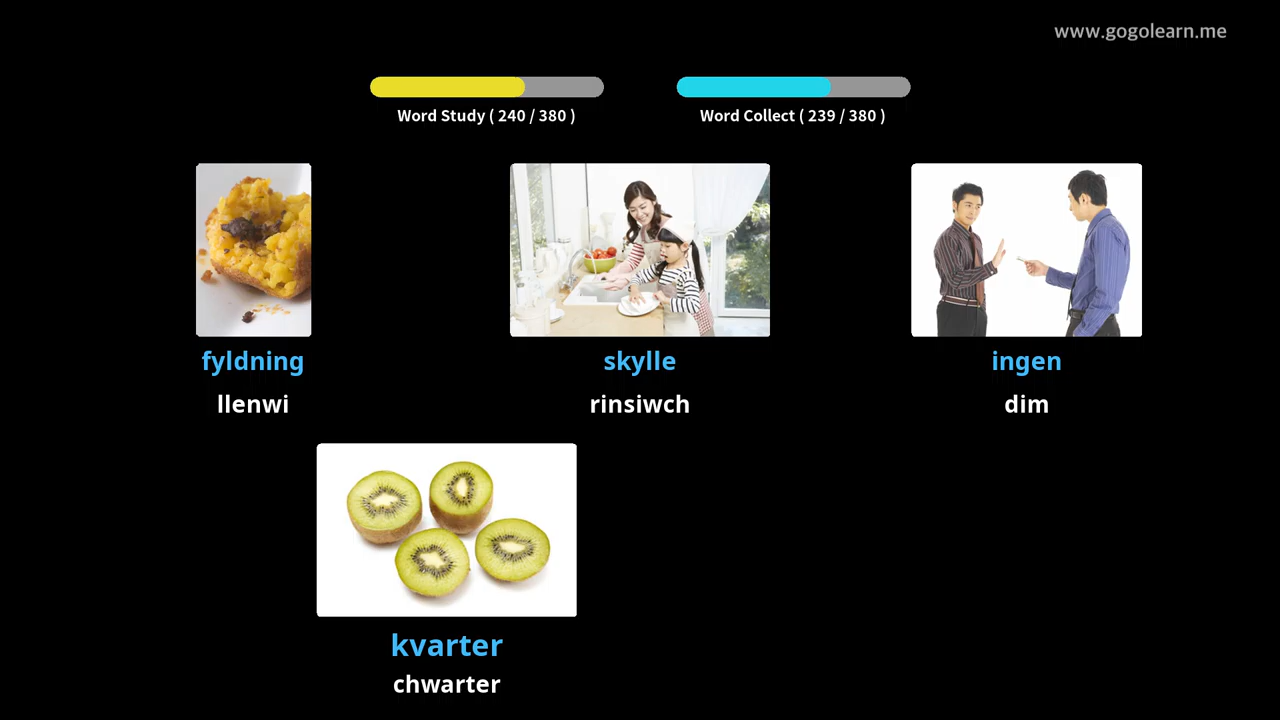 www.gogolearn.me
Word Study ( 240 / 380 )
Word Collect ( 239 / 380 )
fyldning
llenwi
skylle
rinsiwch
ingen
dim
kvarter
chwarter